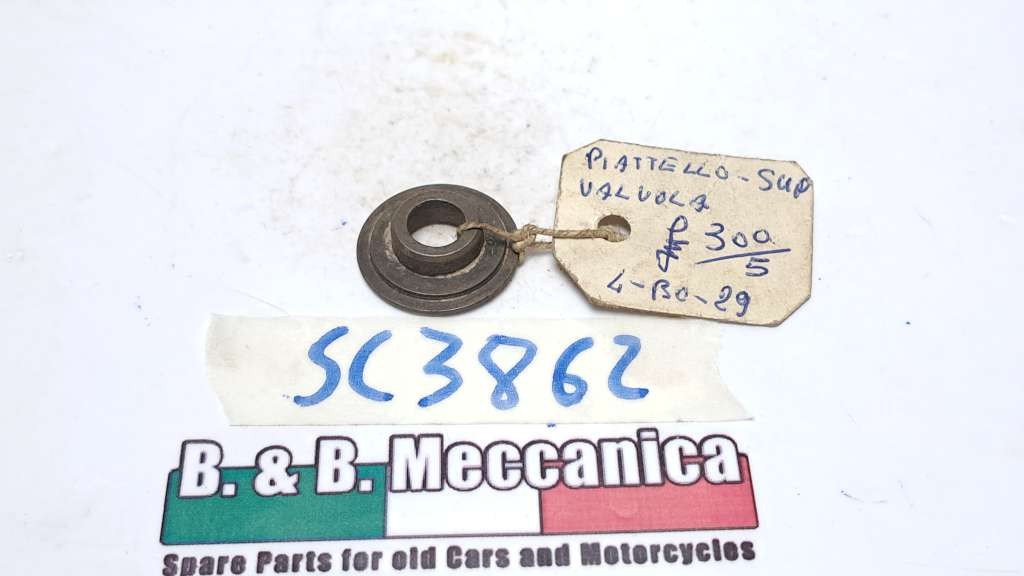 PIATTELLO-SUP
VALVOLA
300
5
4-BO-29
SC3862
B. & B. Meccanica
Spare Parts for old Cars and Motorcycles